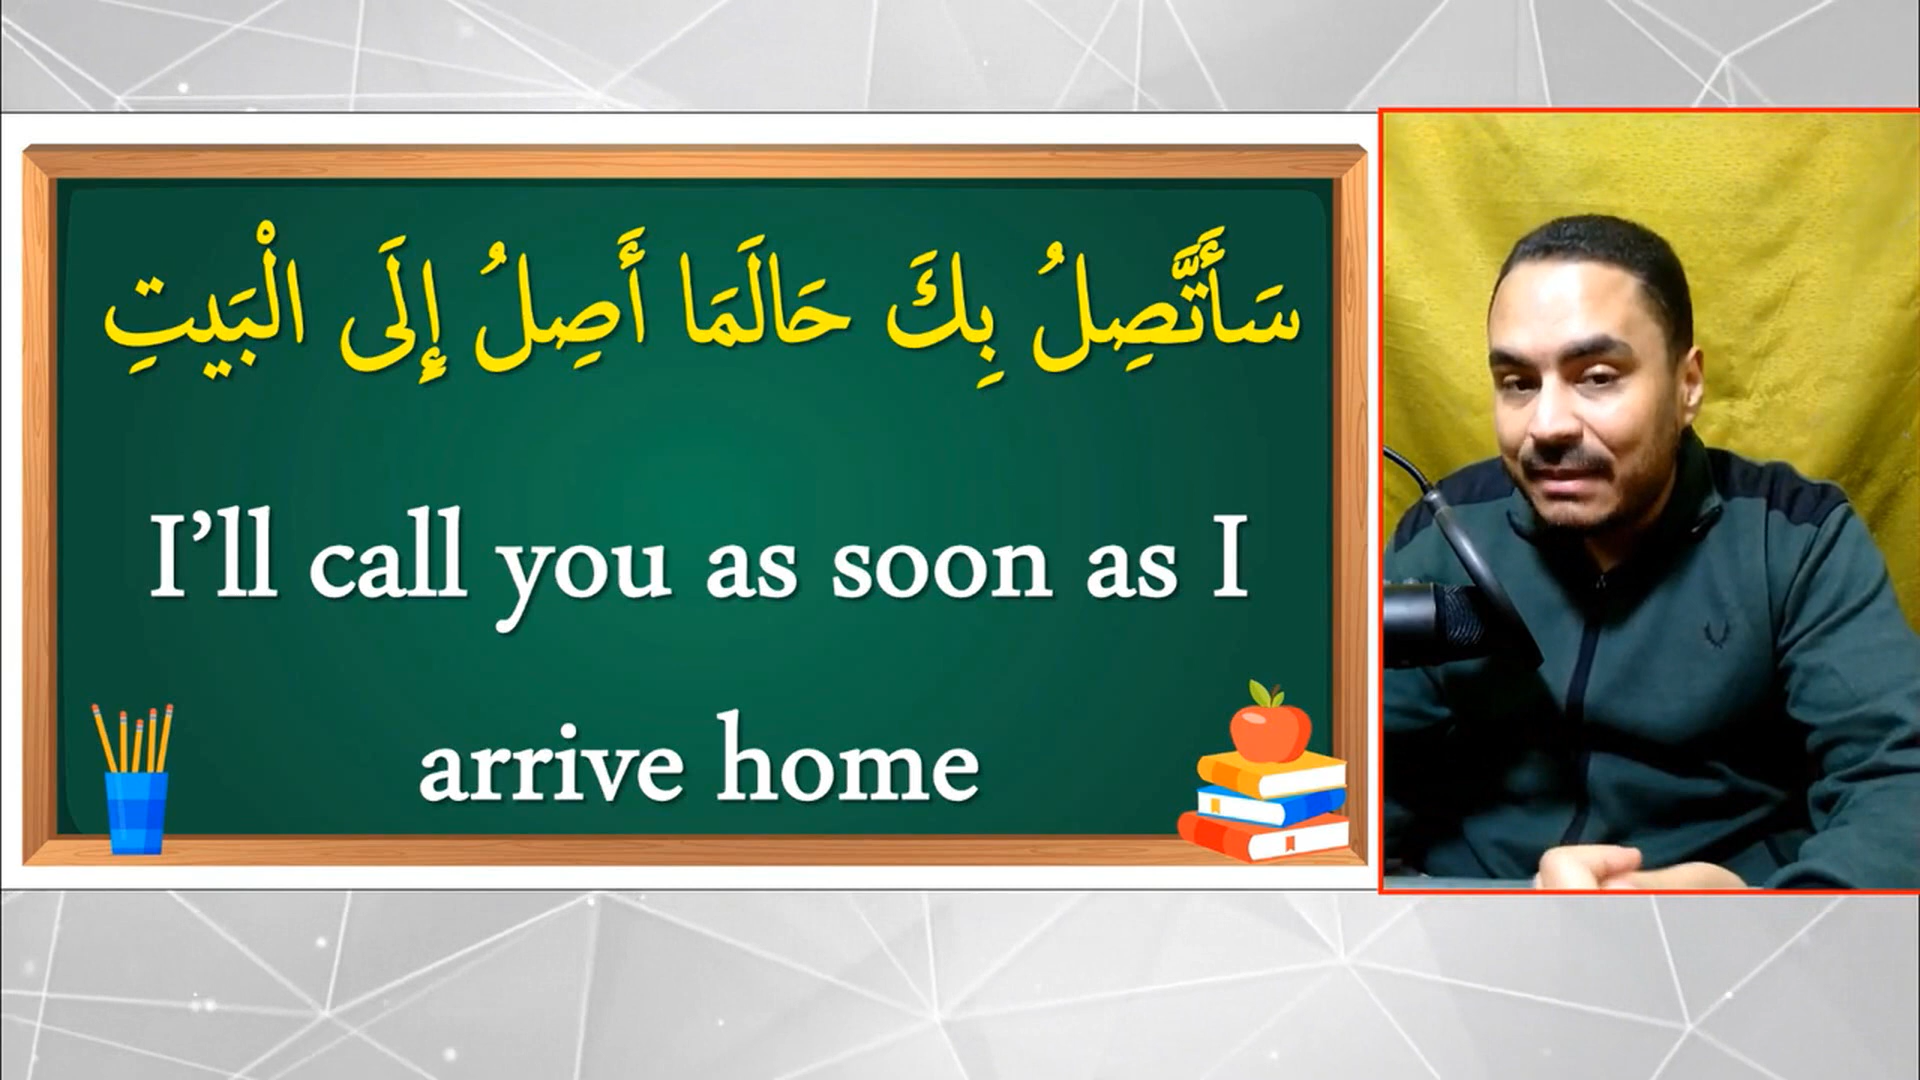 سَأَتَّصِلُ بِكَ حَالَمَا أَصِلُ إِلَى الْبَيتِ
I’ll call you as soon as I
arrive home